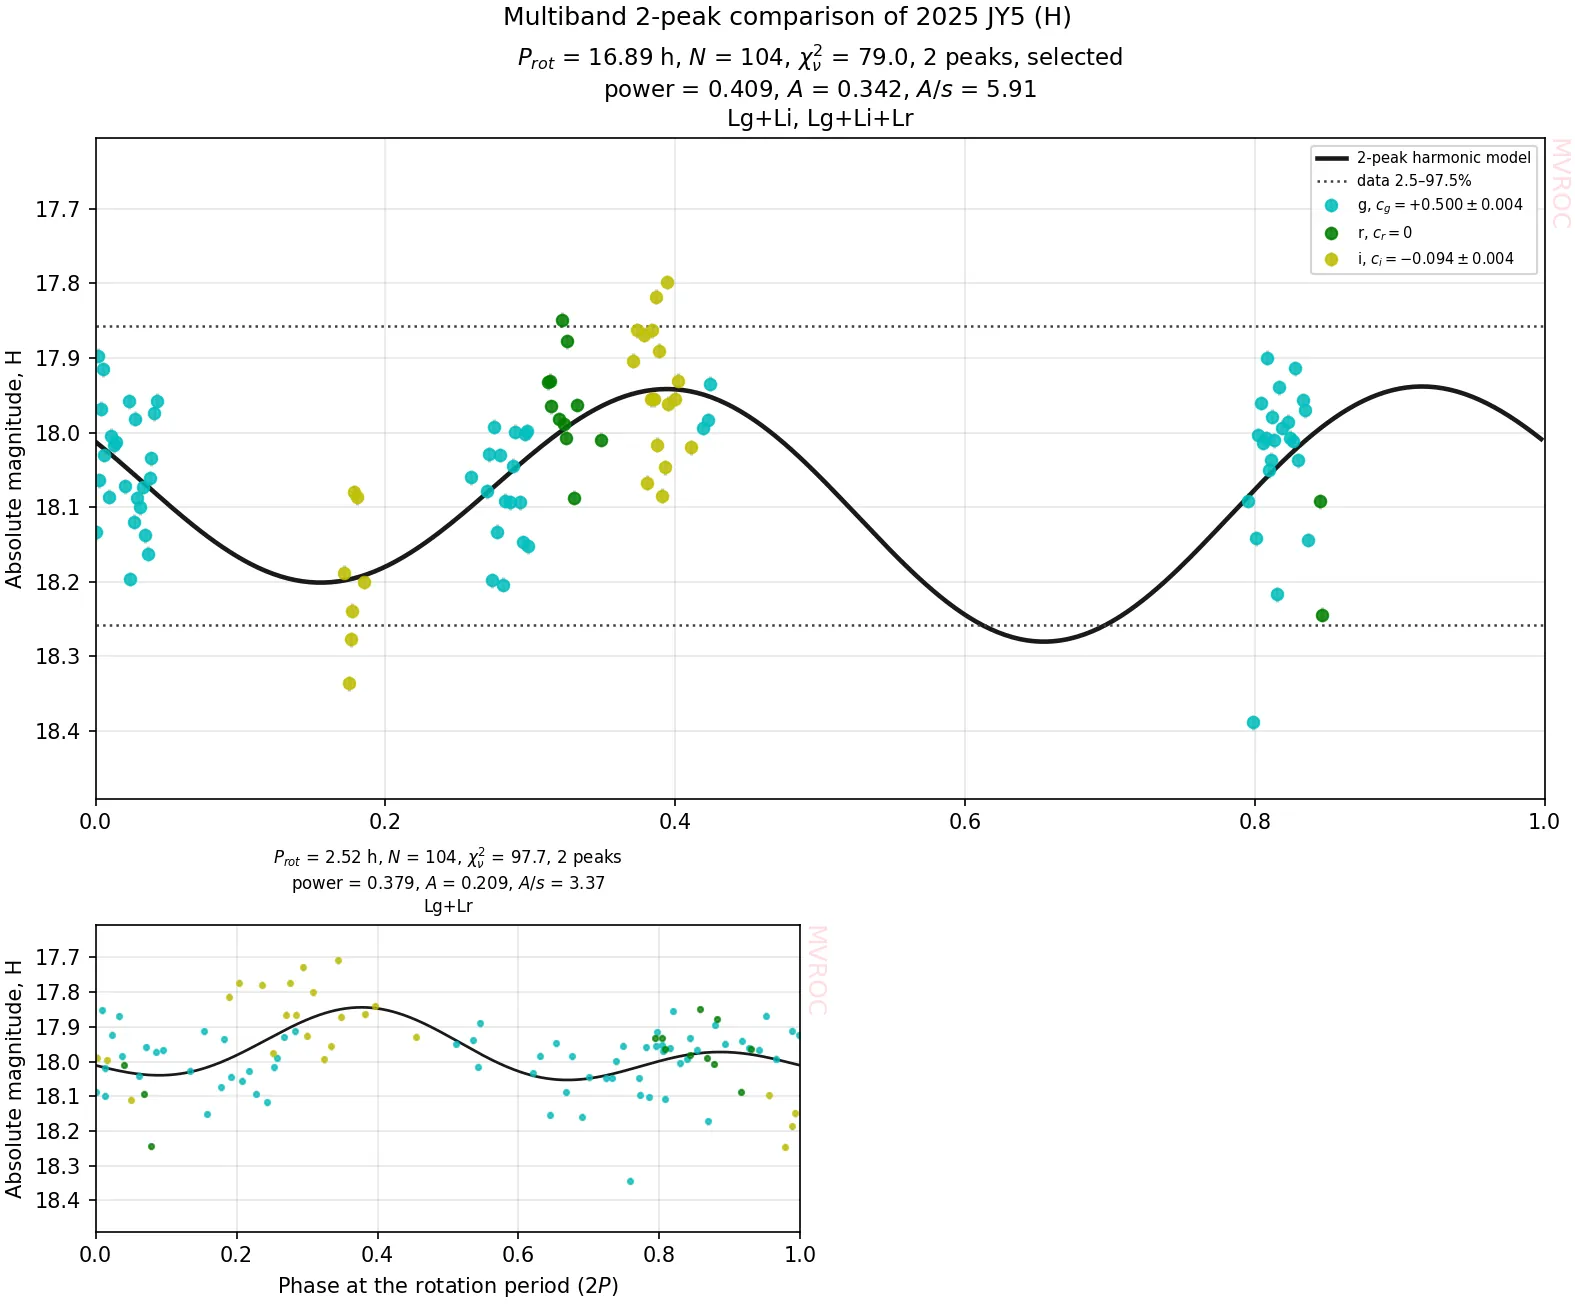 Multiband 2-peak comparison of 2025 JY5 (H)
P_rot = 16.89 h, N = 104, χ²_ν = 79.0, 2 peaks, selected
power = 0.409, A = 0.342, A/s = 5.91
Lg+Li, Lg+Li+Lr
2-peak harmonic model
data 2.5–97.5%
g, c_g = +0.500 ± 0.004
r, c_r = 0
i, c_i = −0.094 ± 0.004
MVROC
Absolute magnitude, H
17.7
17.8
17.9
18.0
18.1
18.2
18.3
18.4
0.0 0.2 0.4 0.6 0.8 1.0
P_rot = 2.52 h, N = 104, χ²_ν = 97.7, 2 peaks
power = 0.379, A = 0.209, A/s = 3.37
Lg+Lr
MVROC
Absolute magnitude, H
17.7
17.8
17.9
18.0
18.1
18.2
18.3
18.4
0.0 0.2 0.4 0.6 0.8 1.0
Phase at the rotation period (2P)